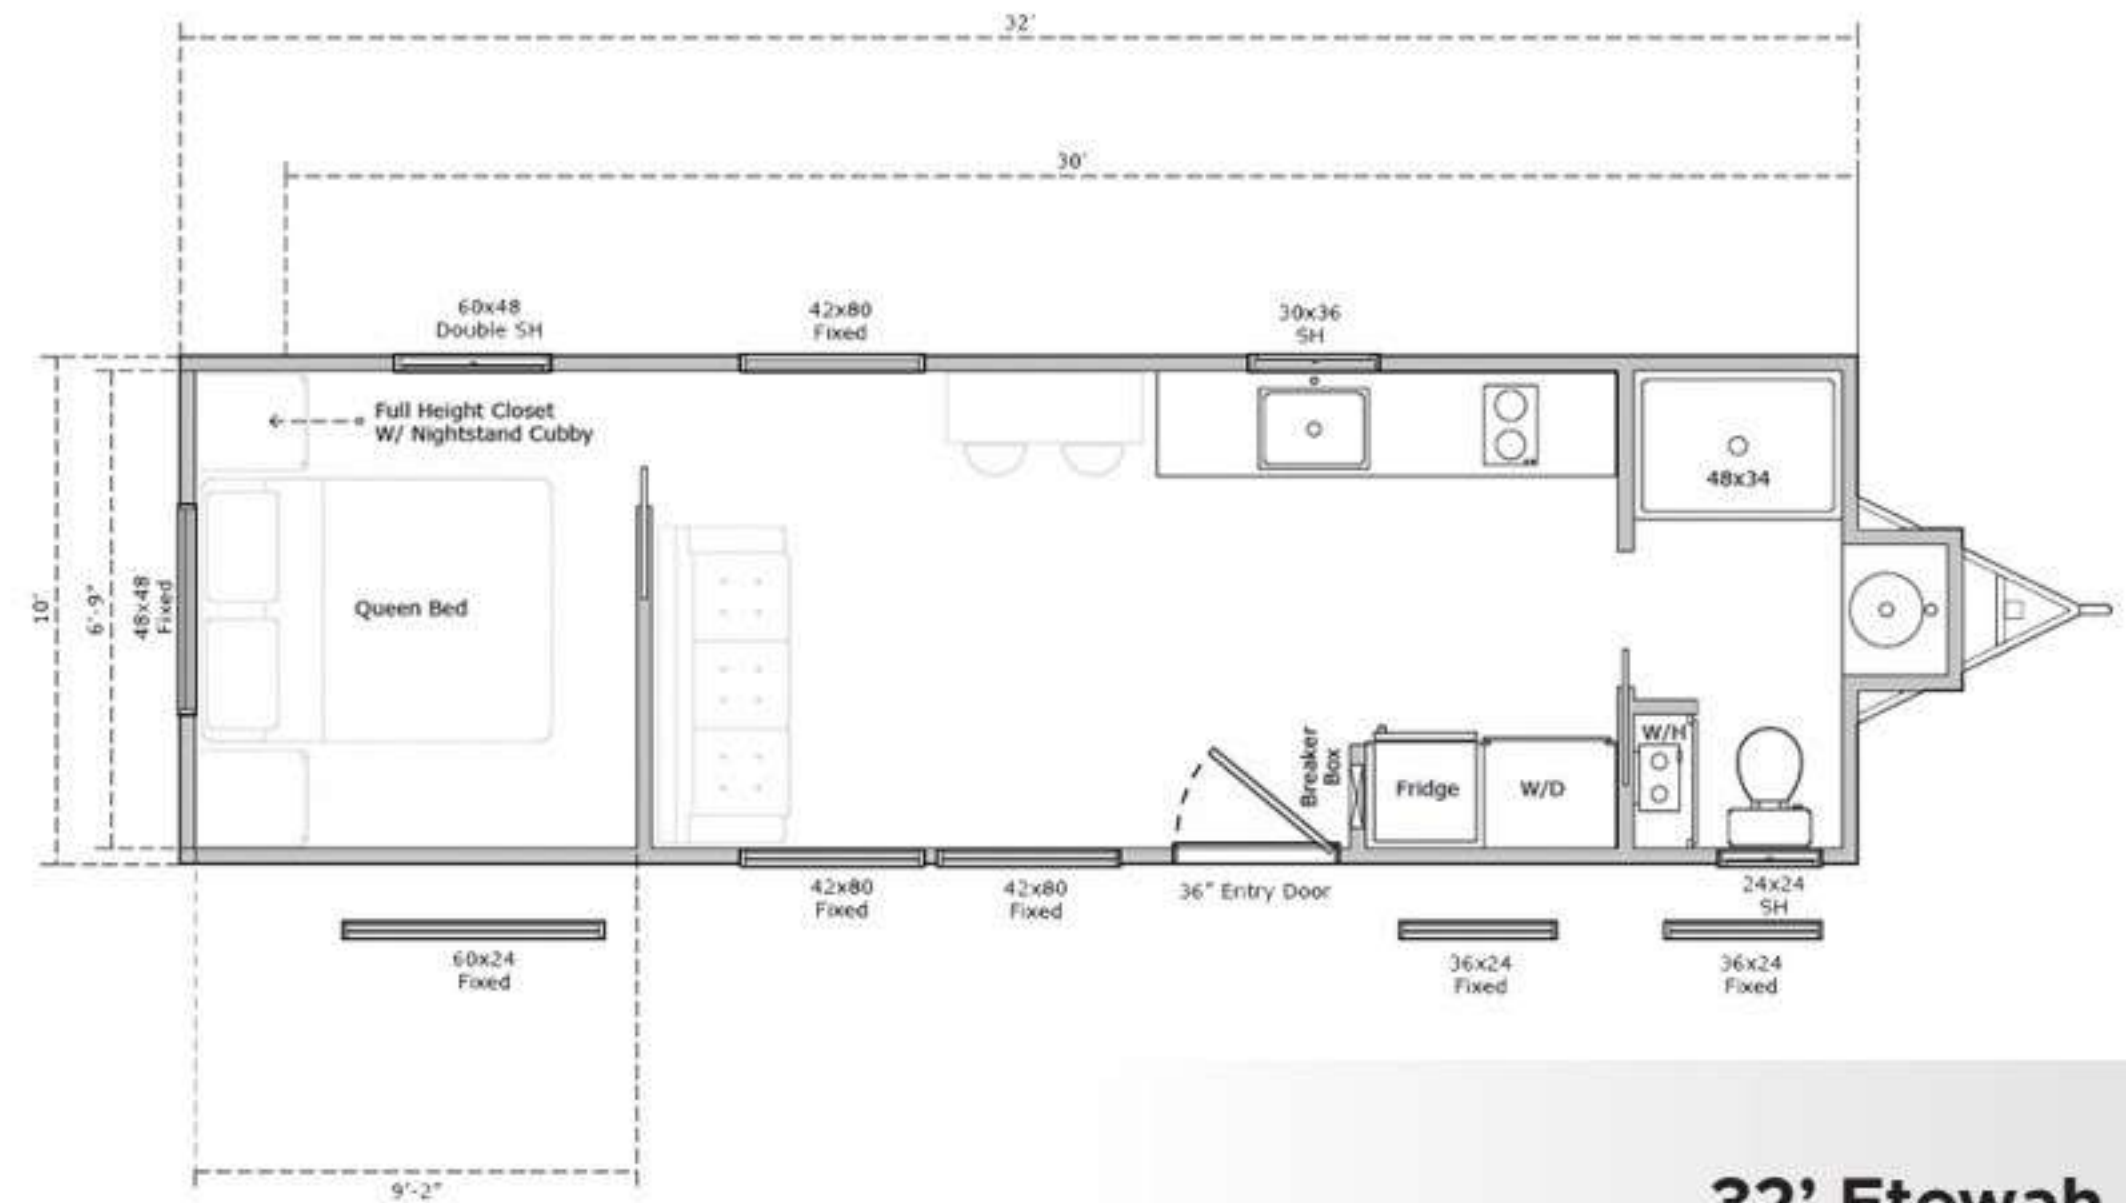 32'
30'
60x48
Double SH
42x80
Fixed
30x36
SH
Full Height Closet
W/ Nightstand Cubby
48x34
10'
6'-9"
48x48
Fixed
Queen Bed
Breaker
Box
Fridge
W/D
W/H
42x80
Fixed
42x80
Fixed
36" Entry Door
24x24
SH
60x24
Fixed
36x24
Fixed
36x24
Fixed
9'-2"
32' Etowah